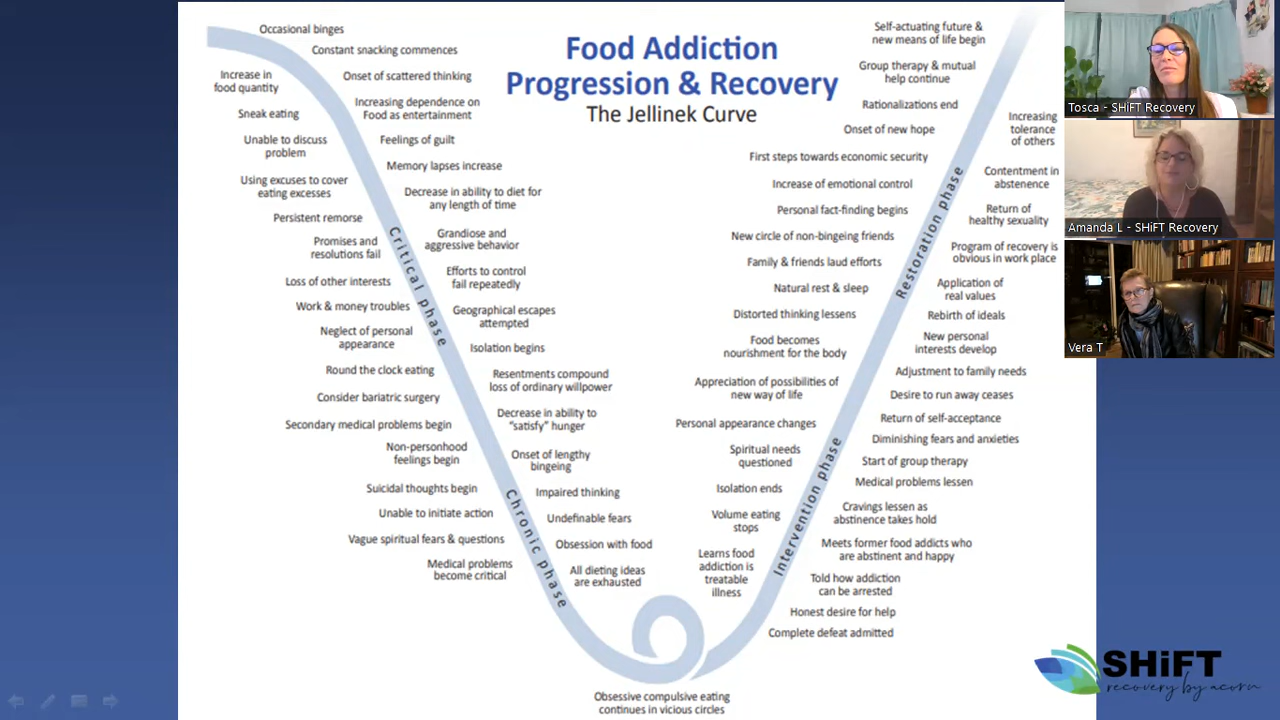 Food Addiction
Progression & Recovery
The Jellinek Curve
Occasional binges
Constant snacking commences
Increase in
food quantity
Onset of scattered thinking
Sneak eating
Increasing dependence on
Food as entertainment
Unable to discuss
problem
Feelings of guilt
Memory lapses increase
Using excuses to cover
eating excesses
Decrease in ability to diet for
any length of time
Persistent remorse
Promises and
resolutions fail
Grandiose and
aggressive behavior
Loss of other interests
Efforts to control
fail repeatedly
Work & money troubles
Geographical escapes
attempted
Neglect of personal
appearance
Isolation begins
Round the clock eating
Resentments compound
loss of ordinary willpower
Consider bariatric surgery
Decrease in ability to
“satisfy” hunger
Secondary medical problems begin
Non-personhood
feelings begin
Onset of lengthy
bingeing
Suicidal thoughts begin
Impaired thinking
Unable to initiate action
Undefinable fears
Vague spiritual fears & questions
Obsession with food
Medical problems
become critical
All dieting ideas
are exhausted
Critical phase
Chronic phase
Obsessive compulsive eating
continues in vicious circles
Intervention phase
Restoration phase
Self-actuating future &
new means of life begin
Group therapy & mutual
help continue
Rationalizations end
Onset of new hope
First steps towards economic security
Increase of emotional control
Personal fact-finding begins
New circle of non-bingeing friends
Family & friends laud efforts
Natural rest & sleep
Distorted thinking lessens
Food becomes
nourishment for the body
Appreciation of possibilities of
new way of life
Personal appearance changes
Spiritual needs
questioned
Isolation ends
Volume eating
stops
Learns food
addiction is
treatable
illness
Increasing
tolerance
of others
Contentment in
abstenence
Return of
healthy sexuality
Program of recovery is
obvious in work place
Application of
real values
Rebirth of ideals
New personal
interests develop
Adjustment to family needs
Desire to run away ceases
Return of self-acceptance
Diminishing fears and anxieties
Start of group therapy
Medical problems lessen
Cravings lessen as
abstinence takes hold
Meets former food addicts who
are abstinent and happy
Told how addiction
can be arrested
Honest desire for help
Complete defeat admitted
Tosca - SHiFT Recovery
Amanda L - SHiFT Recovery
Vera T
SHiFT
recovery by acorn